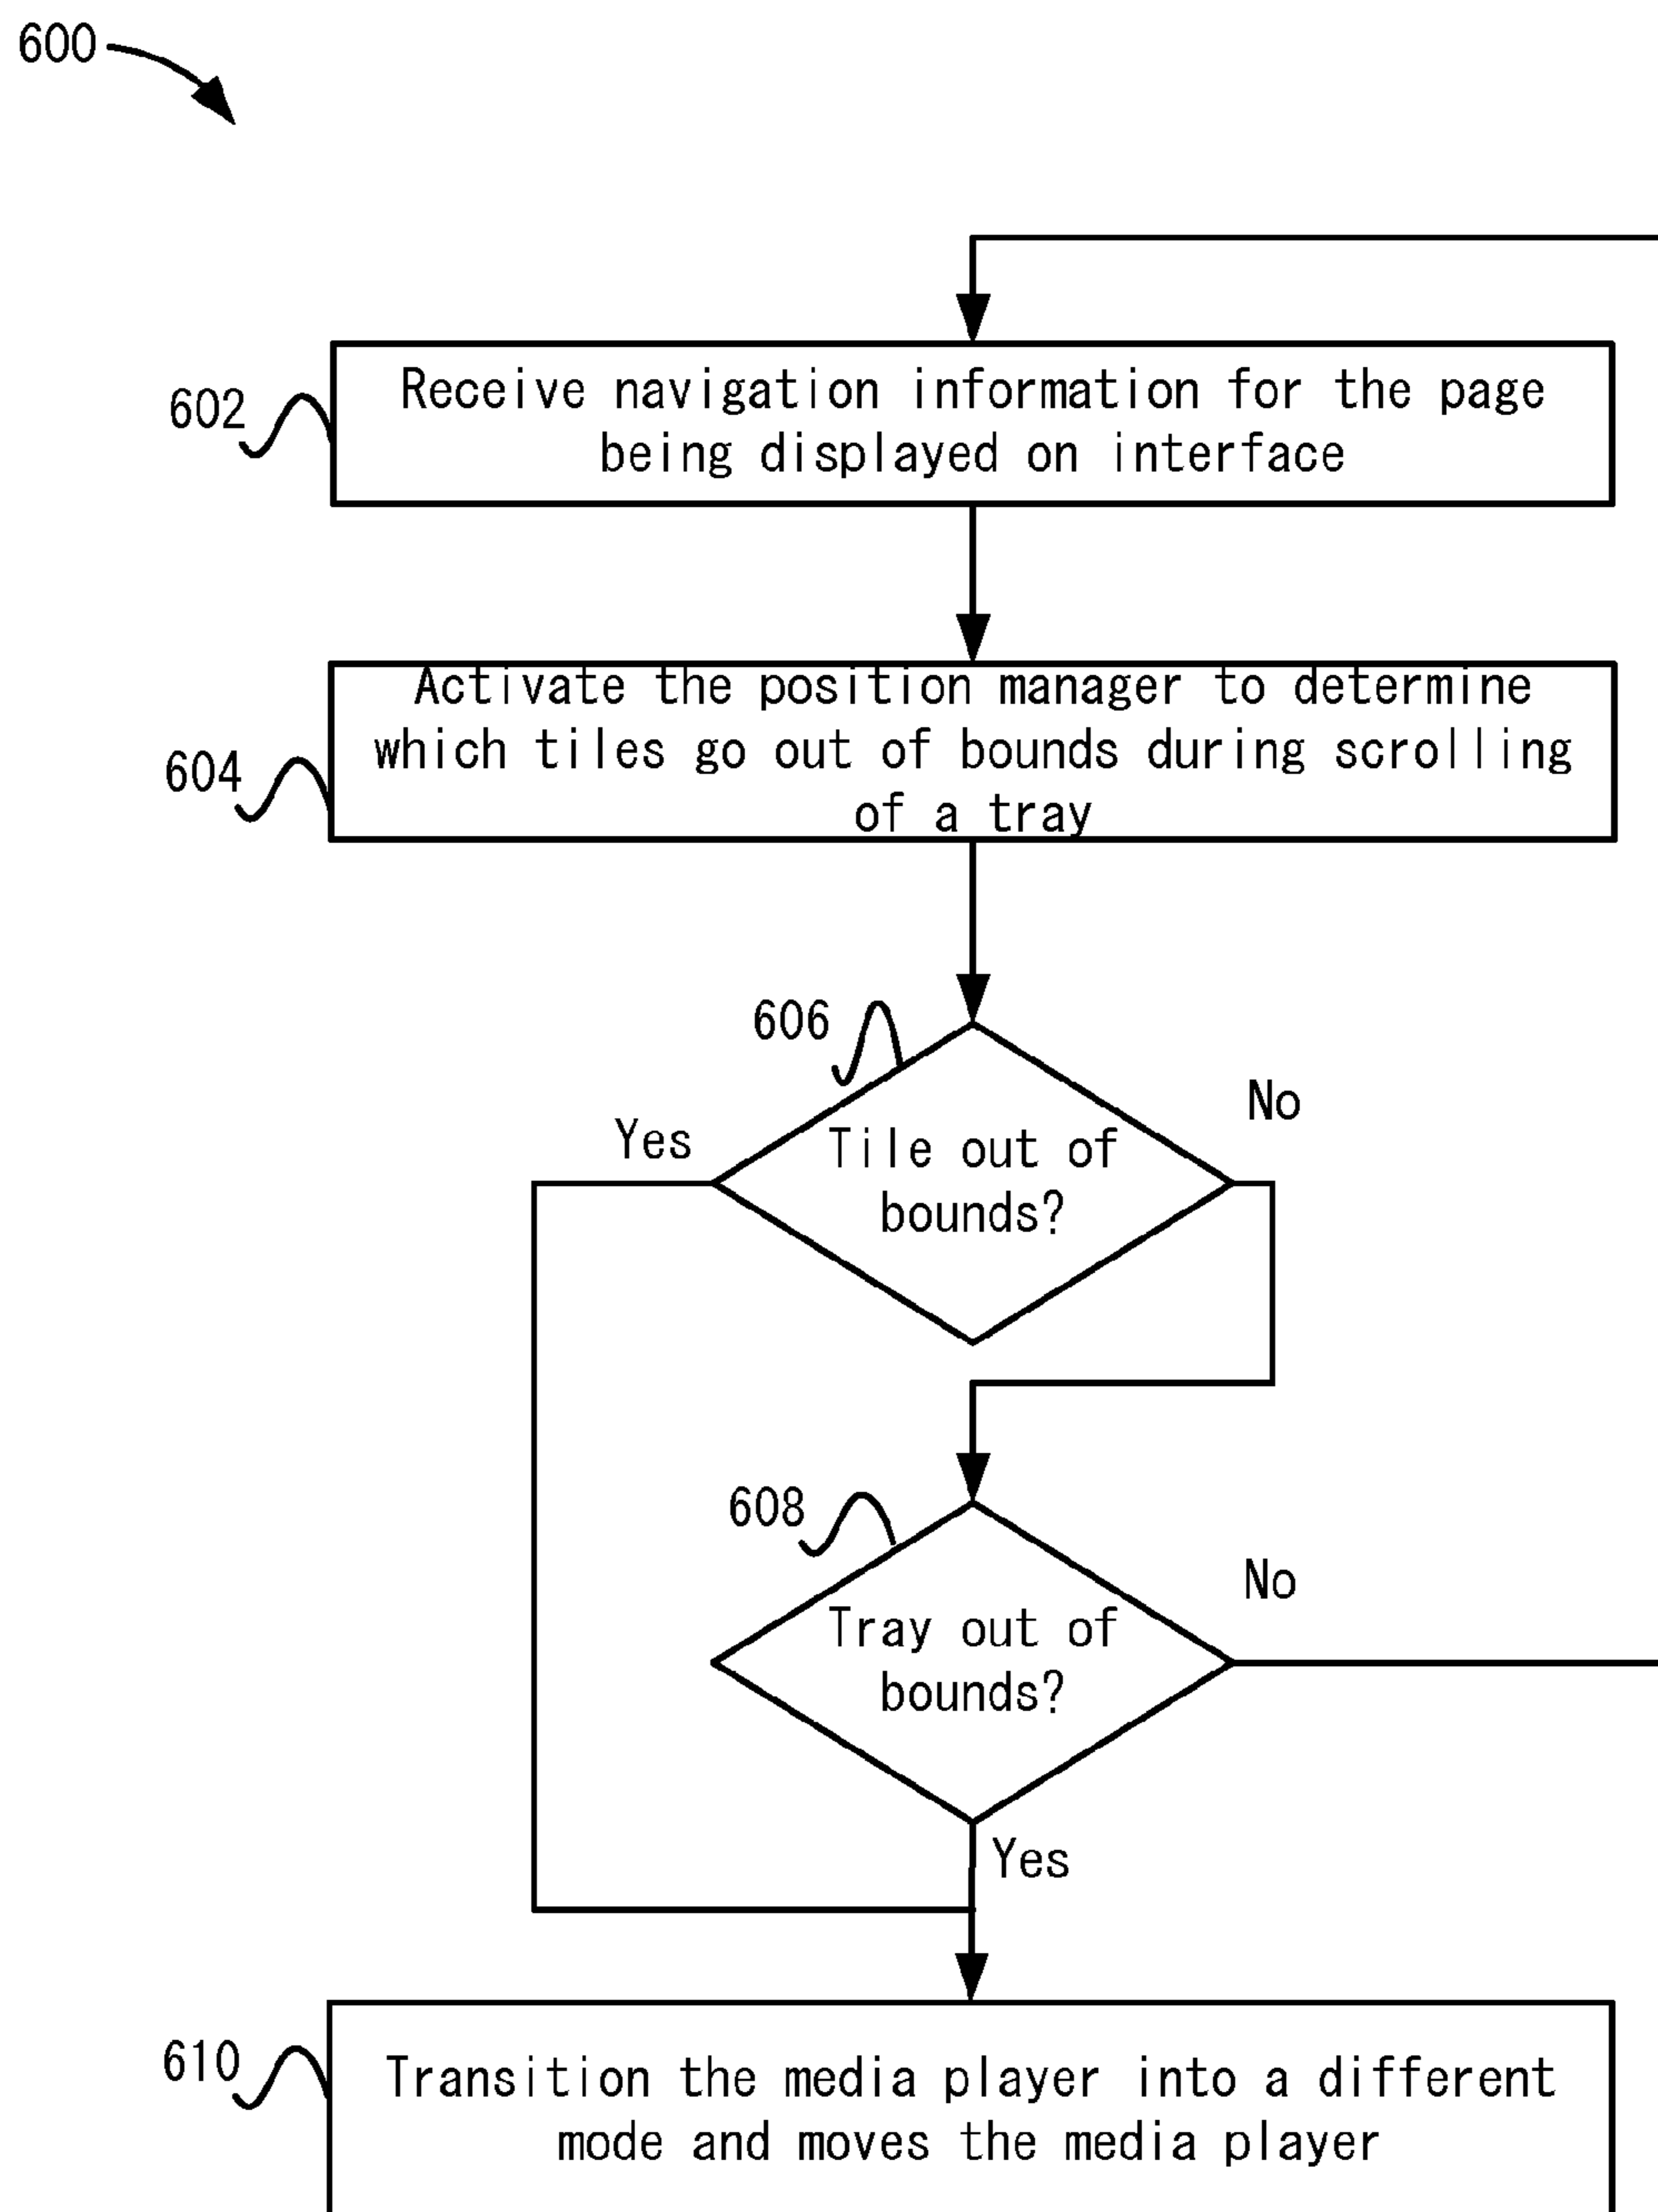 600
602
Receive navigation information for the page
being displayed on interface
604
Activate the position manager to determine
which tiles go out of bounds during scrolling
of a tray
606
Yes
No
Tile out of
bounds?
608
No
Tray out of
bounds?
Yes
610
Transition the media player into a different
mode and moves the media player